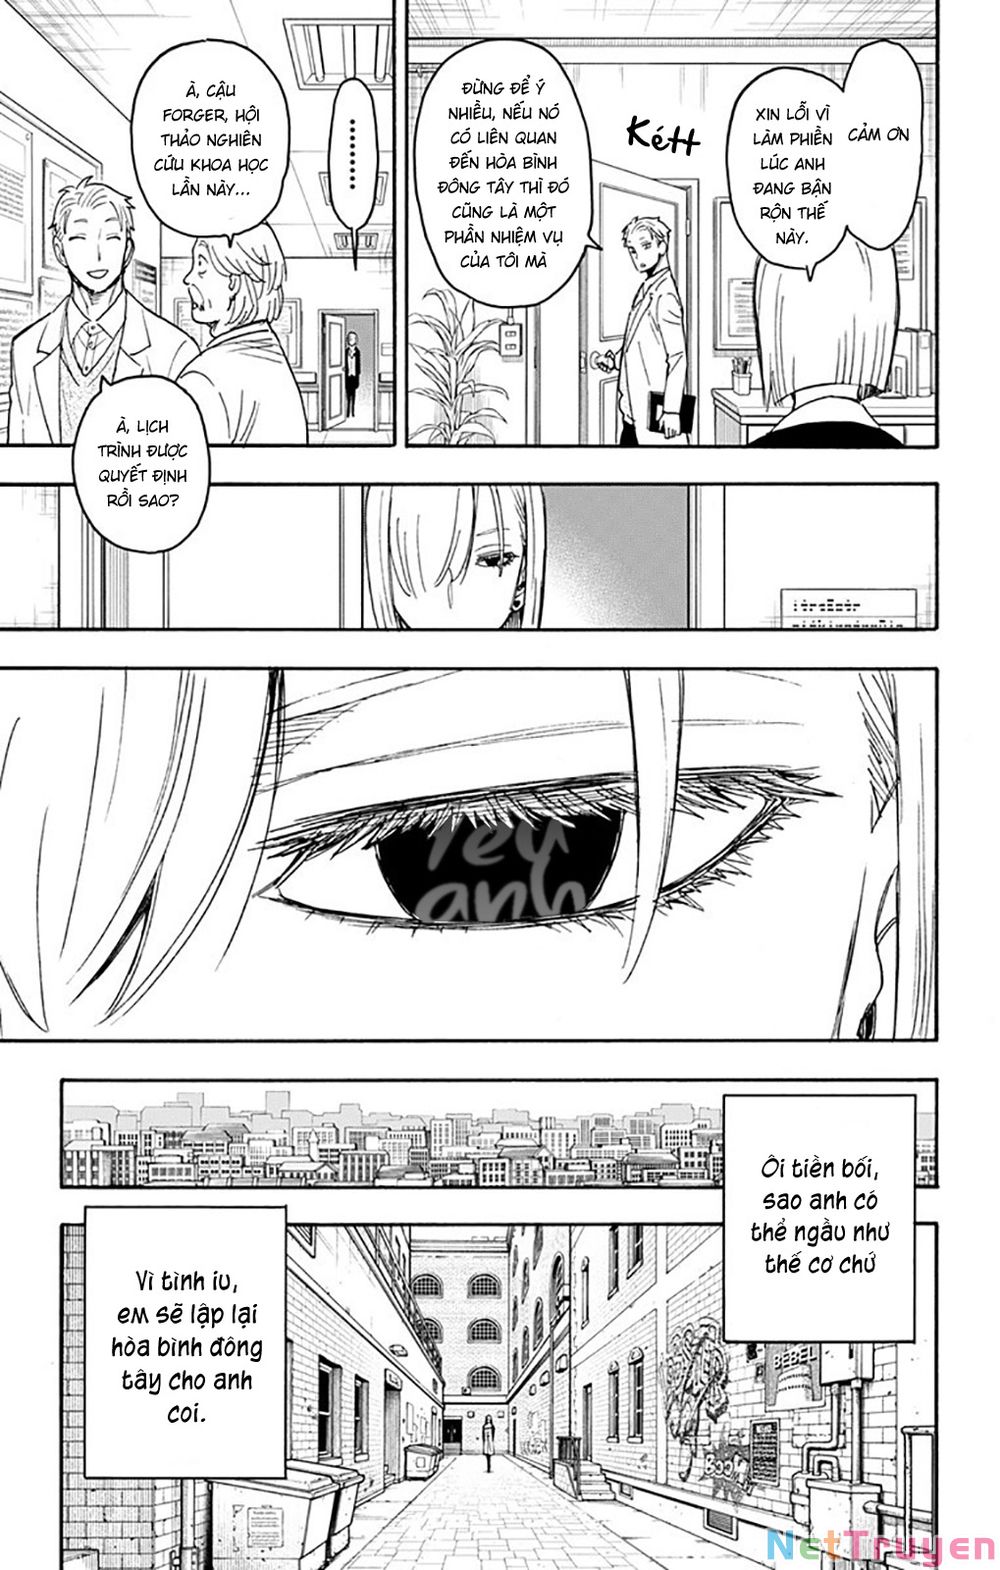 CẢM ƠN
XIN LỖI VÌ
LÀM PHIỀN
LÚC ANH
ĐANG BẬN
RỘN THẾ
NÀY.
KéTT
ĐỪNG ĐỂ Ý
NHIỀU, NẾU NÓ
CÓ LIÊN QUAN
ĐẾN HÒA BÌNH
ĐÔNG TÂY THÌ ĐÓ
CŨNG LÀ MỘT
PHẦN NHIỆM VỤ
CỦA TÔI MÀ
.........
À, CẬU
FORGER, HỘI
THẢO NGHIÊN
CỨU KHOA HỌC
LẦN NÀY...
À, LỊCH
TRÌNH ĐƯỢC
QUYẾT ĐỊNH
RỒI SAO?
Yêu
anh
Ôi tiền bối,
sao anh có
thể ngầu như
thế cơ chứ
Vì tình iu,
em sẽ lập lại
hòa bình đông
tây cho anh
coi.
BEBEL
BOOM
NetTruyen